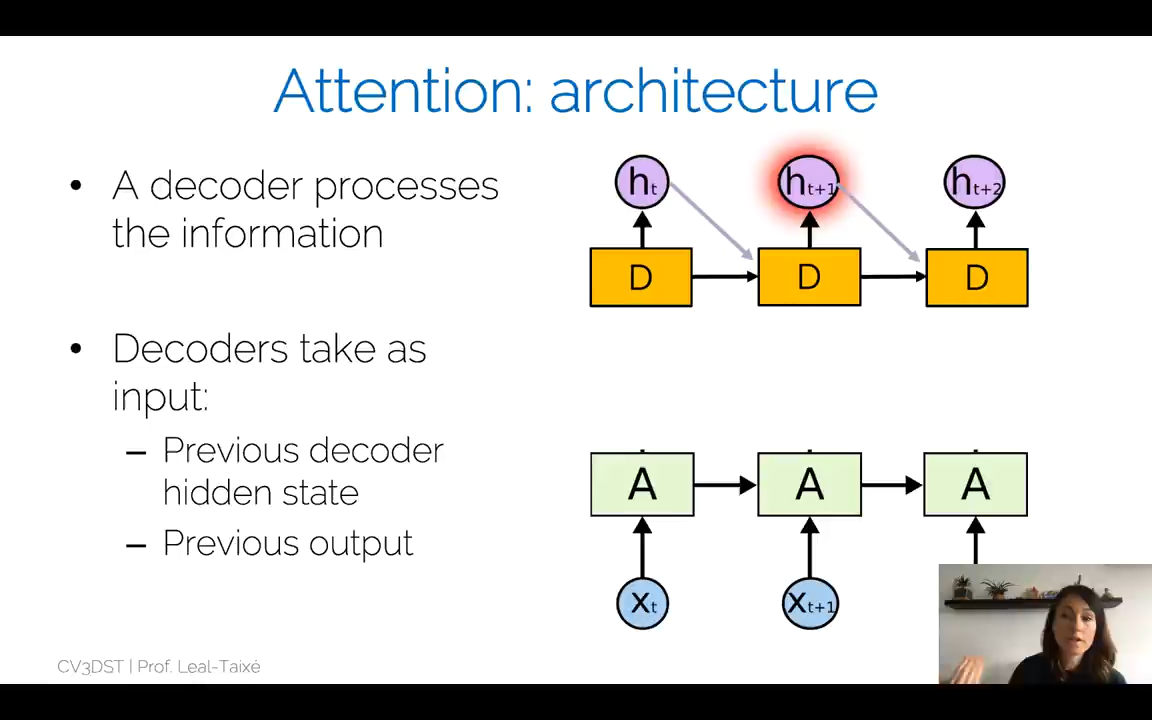 Attention: architecture
• A decoder processes
the information
• Decoders take as
input:
– Previous decoder
hidden state
– Previous output
ht
ht+1
ht+2
D
D
D
A
A
A
xt
xt+1
CV3DST | Prof. Leal-Taixé